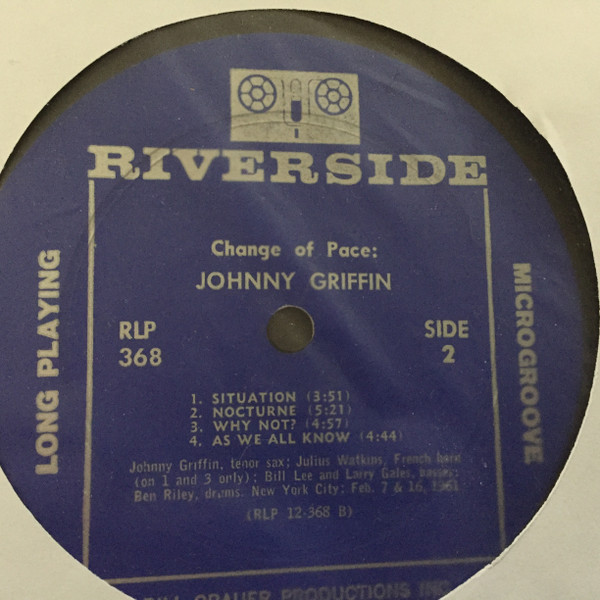 RIVERSIDE
Change of Pace:
JOHNNY GRIFFIN
RLP
368
SIDE
2
LONG PLAYING
MICROGROOVE
1. SITUATION (3:51)
2. NOCTURNE (5:21)
3. WHY NOT? (4:57)
4. AS WE ALL KNOW (4:44)
Johnny Griffin, tenor sax; Julius Watkins, French horn
(on 1 and 3 only); Bill Lee and Larry Gales, basses;
Ben Riley, drums. New York City; Feb. 7 & 16, 1961
(RLP 12-368 B)
BILL GRAUER PRODUCTIONS INC